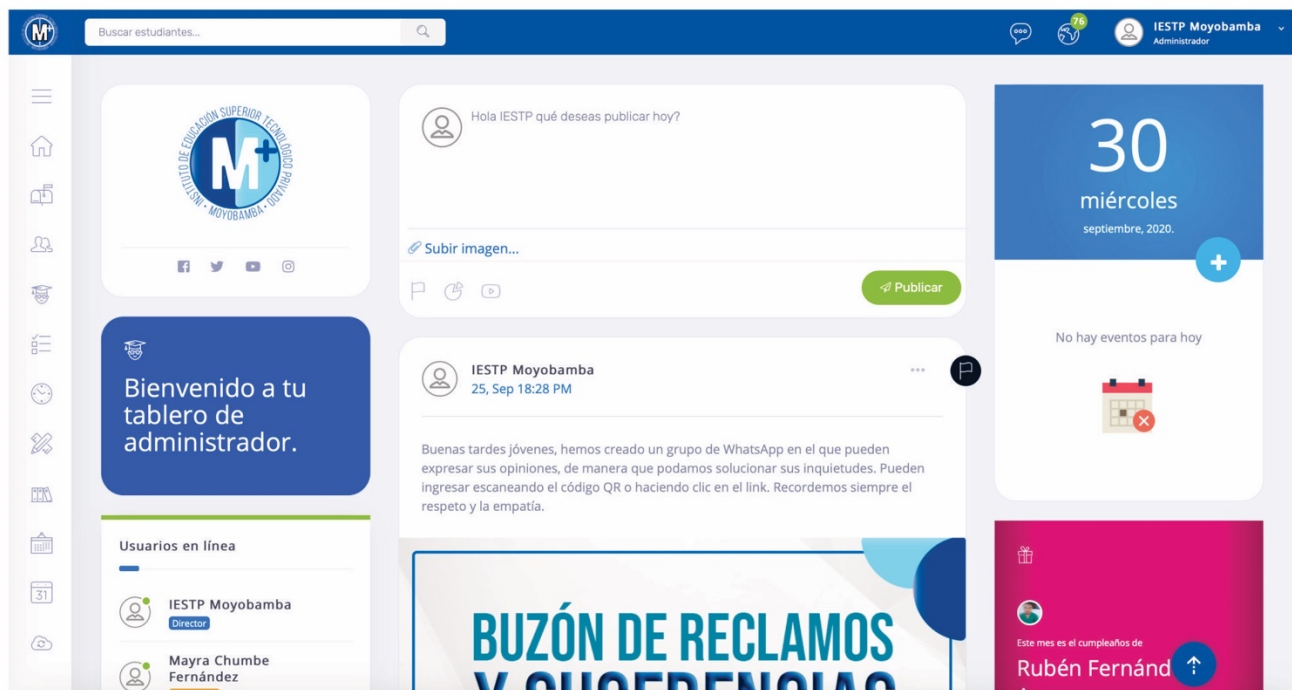 M+
Buscar estudiantes...
76
IESTP Moyobamba
Administrador
INSTITUTO DE EDUCACIÓN SUPERIOR TECNOLÓGICO PRIVADO
M+
· MOYOBAMBA ·
Hola IESTP qué deseas publicar hoy?
Subir imagen...
Publicar
30
miércoles
septiembre, 2020.
+
No hay eventos para hoy
Bienvenido a tu
tablero de
administrador.
IESTP Moyobamba
25, Sep 18:28 PM
Buenas tardes jóvenes, hemos creado un grupo de WhatsApp en el que pueden
expresar sus opiniones, de manera que podamos solucionar sus inquietudes. Pueden
ingresar escaneando el código QR o haciendo clic en el link. Recordemos siempre el
respeto y la empatía.
BUZÓN DE RECLAMOS
Y SUGERENCIAS
Usuarios en línea
IESTP Moyobamba
Director
Mayra Chumbe
Fernández
31
Este mes es el cumpleaños de
Rubén Fernánd